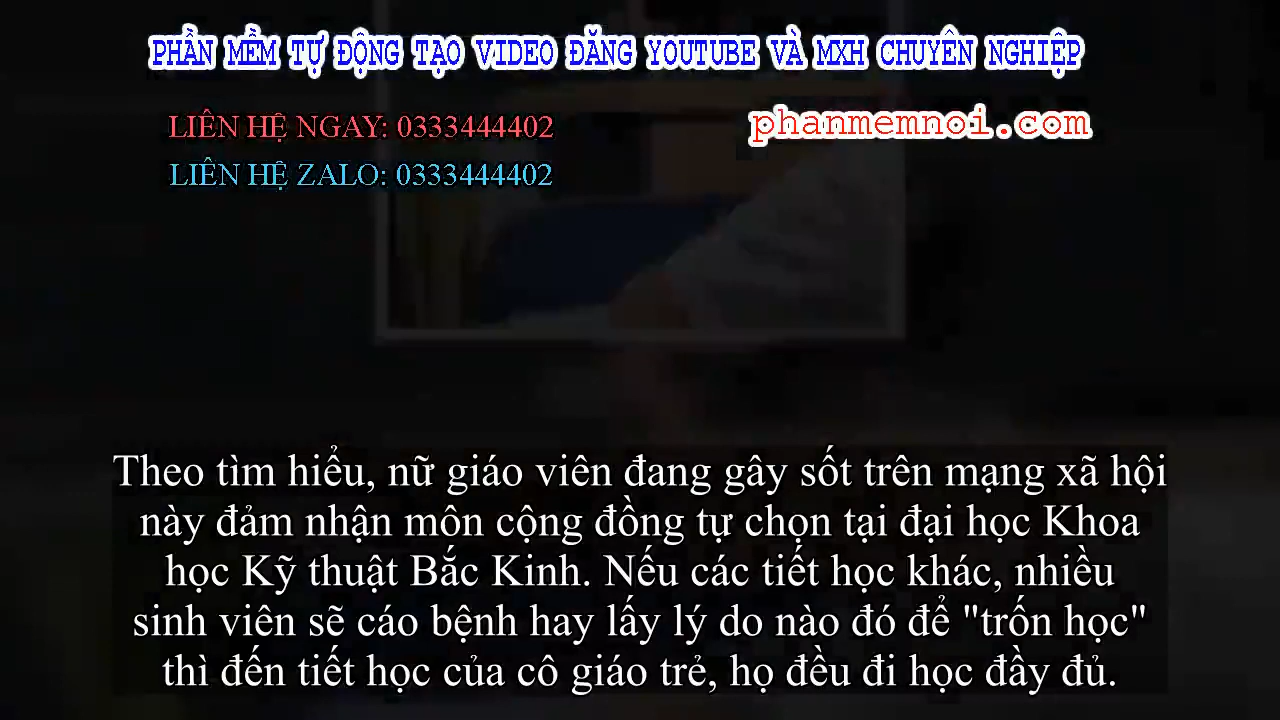 PHẦN MỀM TỰ ĐỘNG TẠO VIDEO ĐĂNG YOUTUBE VÀ MXH CHUYÊN NGHIỆP
LIÊN HỆ NGAY: 0333444402
phanmemnoi.com
LIÊN HỆ ZALO: 0333444402
Theo tìm hiểu, nữ giáo viên đang gây sốt trên mạng xã hội
này đảm nhận môn cộng đồng tự chọn tại đại học Khoa
học Kỹ thuật Bắc Kinh. Nếu các tiết học khác, nhiều
sinh viên sẽ cáo bệnh hay lấy lý do nào đó để "trốn học"
thì đến tiết học của cô giáo trẻ, họ đều đi học đầy đủ.